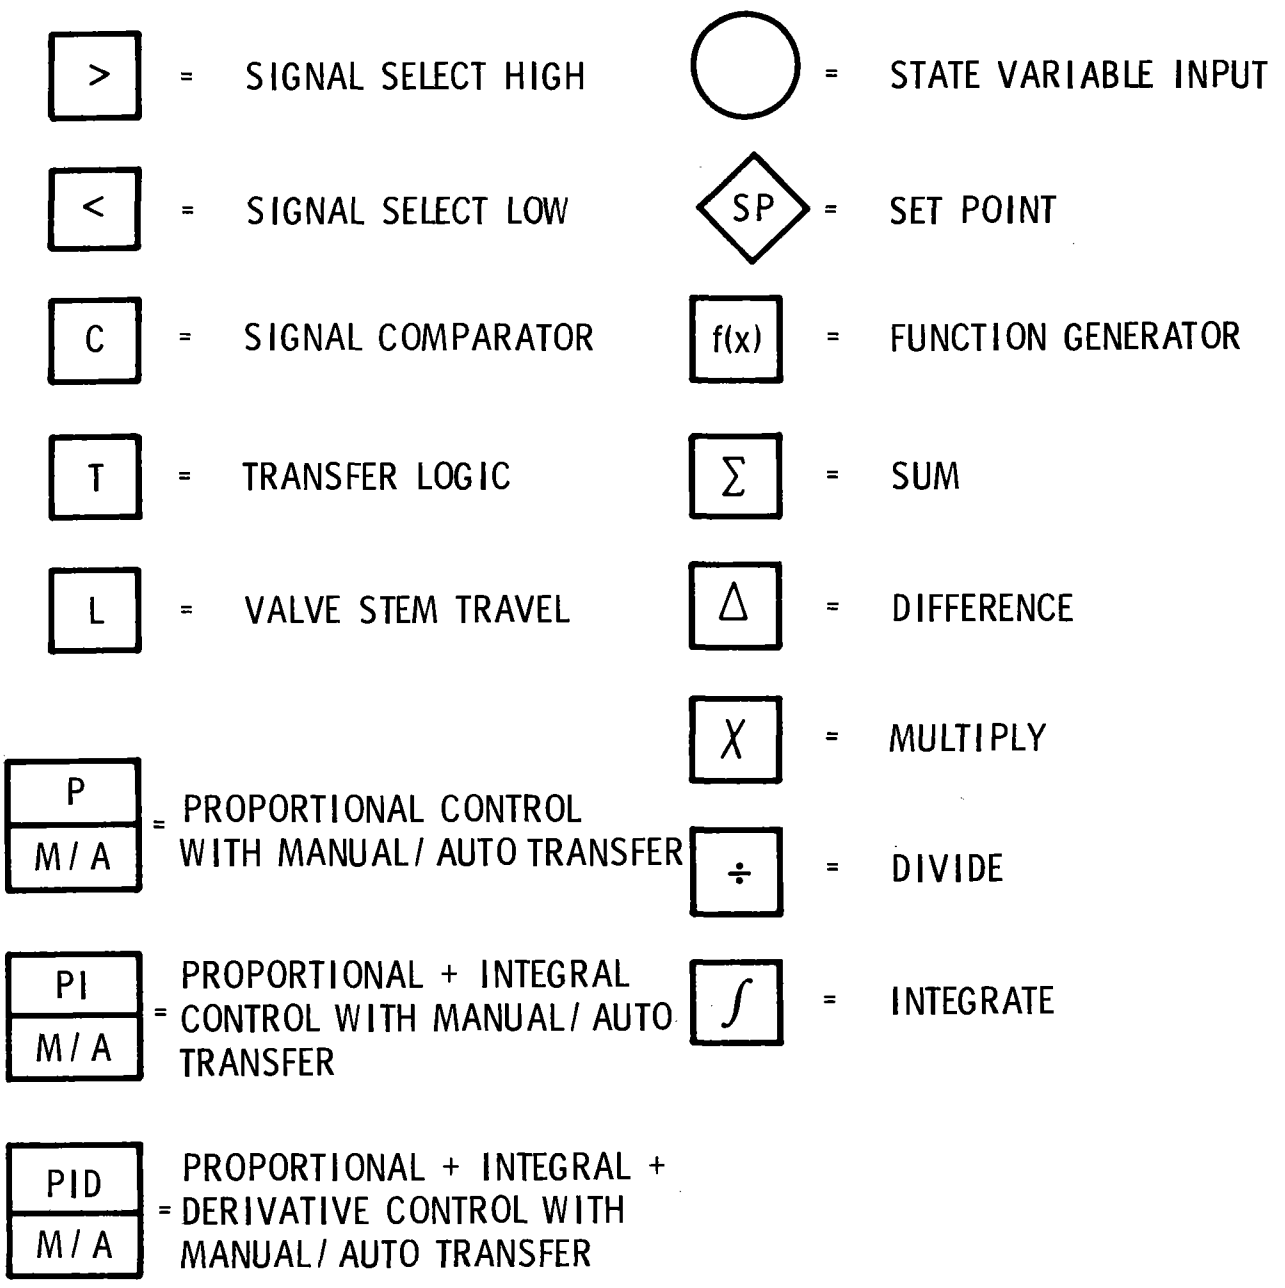 > = SIGNAL SELECT HIGH
< = SIGNAL SELECT LOW
C = SIGNAL COMPARATOR
T = TRANSFER LOGIC
L = VALVE STEM TRAVEL
P
M/A
= PROPORTIONAL CONTROL
WITH MANUAL/AUTO TRANSFER
PI
M/A
= PROPORTIONAL + INTEGRAL
CONTROL WITH MANUAL/AUTO
TRANSFER
PID
M/A
= PROPORTIONAL + INTEGRAL +
DERIVATIVE CONTROL WITH
MANUAL/AUTO TRANSFER
= STATE VARIABLE INPUT
SP = SET POINT
f(x) = FUNCTION GENERATOR
Σ = SUM
Δ = DIFFERENCE
X = MULTIPLY
÷ = DIVIDE
∫ = INTEGRATE